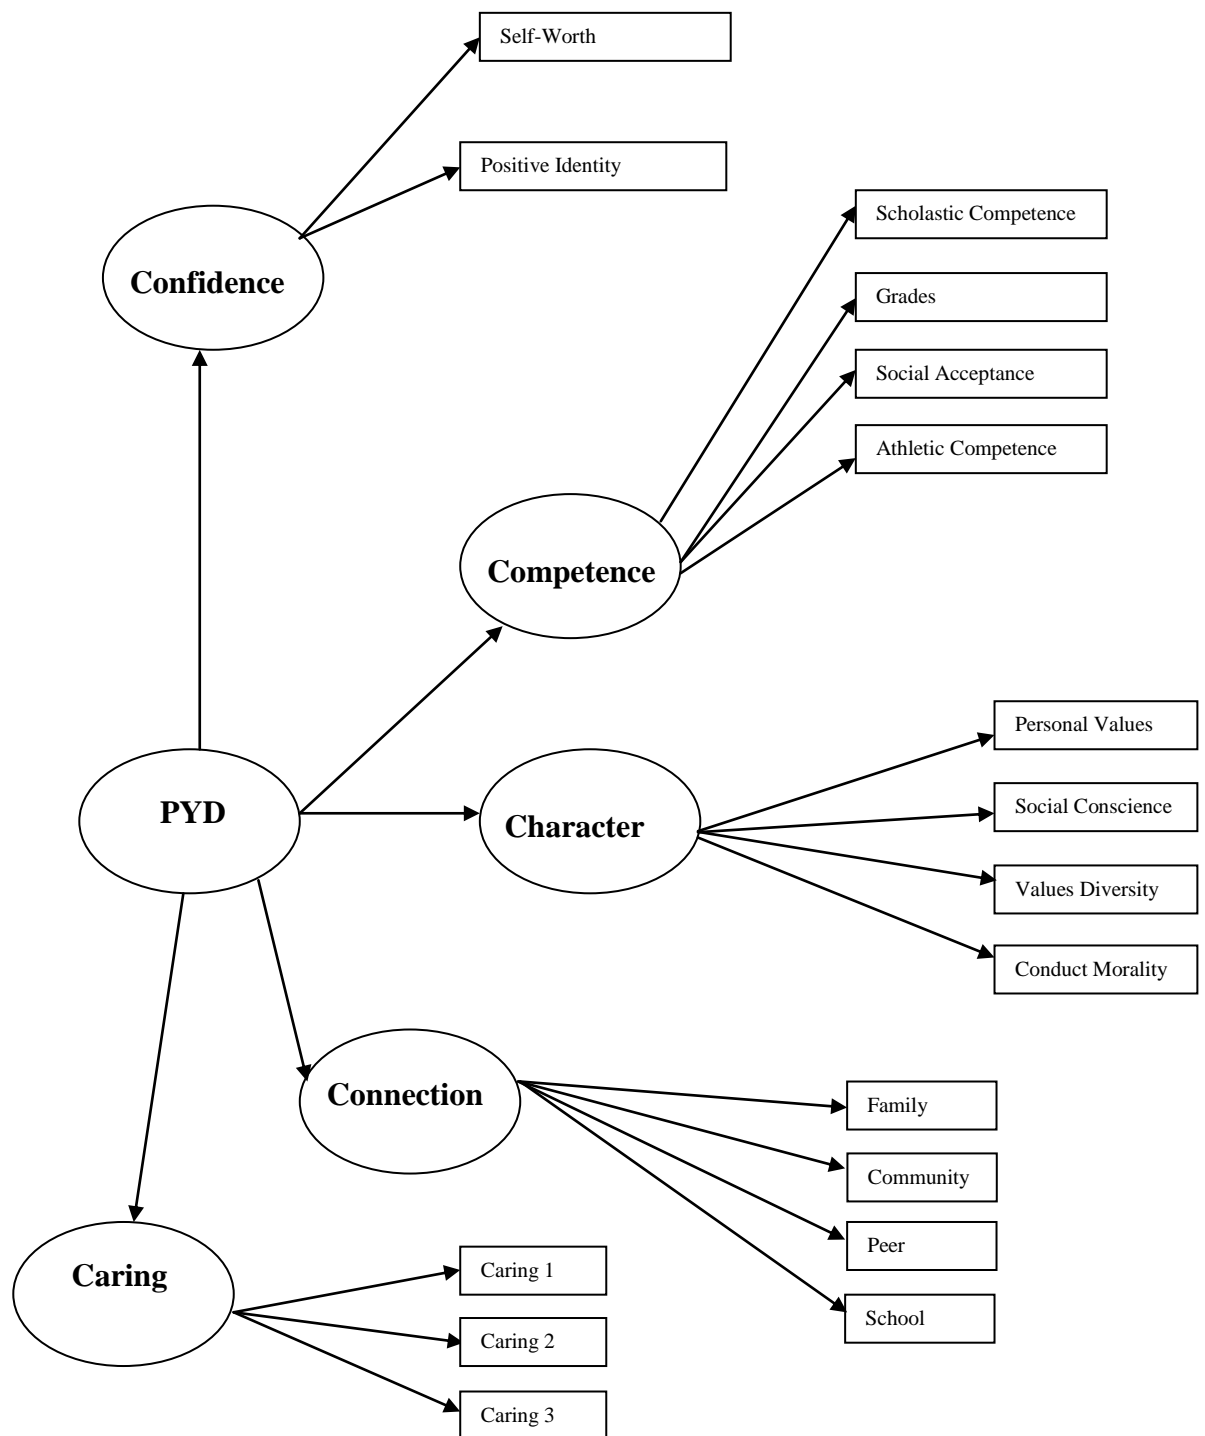 Self-Worth
Positive Identity
Confidence
Scholastic Competence
Grades
Social Acceptance
Athletic Competence
Competence
PYD
Character
Personal Values
Social Conscience
Values Diversity
Conduct Morality
Connection
Family
Community
Peer
School
Caring
Caring 1
Caring 2
Caring 3